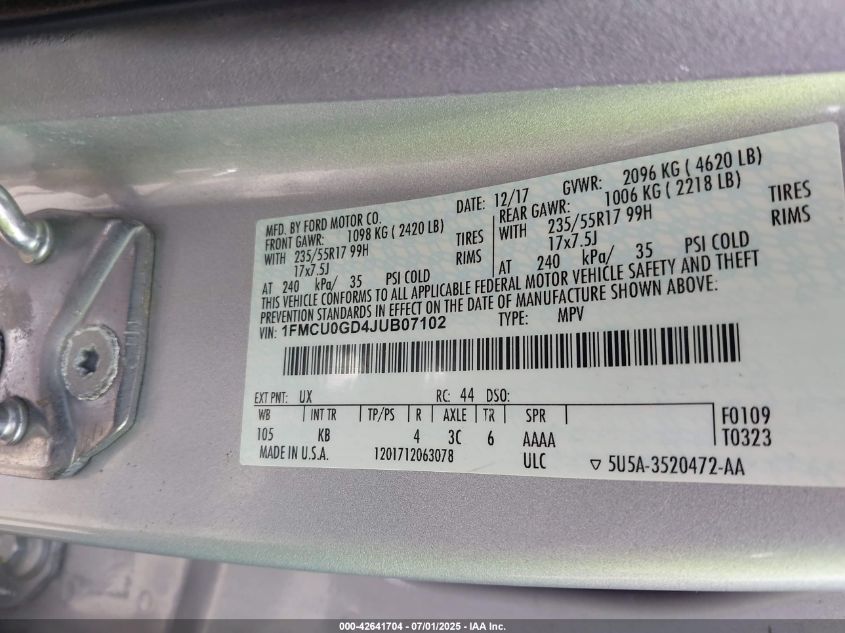 MFD. BY FORD MOTOR CO. DATE: 12/17 GVWR: 2096 KG ( 4620 LB)
FRONT GAWR: 1098 KG ( 2420 LB) REAR GAWR: 1006 KG ( 2218 LB)
WITH 235/55R17 99H TIRES WITH 235/55R17 99H TIRES
17x7.5J RIMS 17x7.5J RIMS
AT 240 kPa/ 35 PSI COLD AT 240 kPa/ 35 PSI COLD
THIS VEHICLE CONFORMS TO ALL APPLICABLE FEDERAL MOTOR VEHICLE SAFETY AND THEFT
PREVENTION STANDARDS IN EFFECT ON THE DATE OF MANUFACTURE SHOWN ABOVE.
VIN: 1FMCU0GD4JUB07102 TYPE: MPV
EXT PNT: UX RC: 44 DSO:
WB INT TR TP/PS R AXLE TR SPR F0109
105 KB 4 3C 6 AAAA T0323
MADE IN U.S.A. 1201712063078 ULC 5U5A-3520472-AA
000-42641704 / 07/01/2025 - IAA Inc.